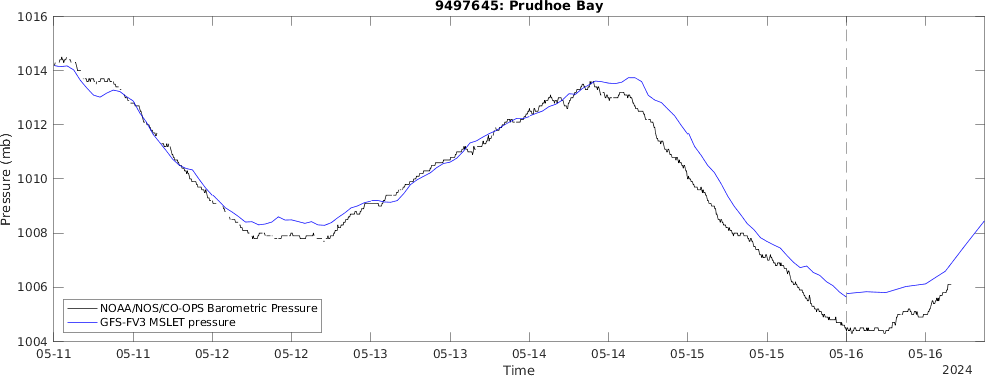 9497645: Prudhoe Bay
1016
1014
1012
1010
1008
1006
1004
Pressure (mb)
NOAA/NOS/CO-OPS Barometric Pressure
GFS-FV3 MSLET pressure
05-11 05-11 05-12 05-12 05-13 05-13 05-14 05-14 05-15 05-15 05-16 05-16
Time
2024